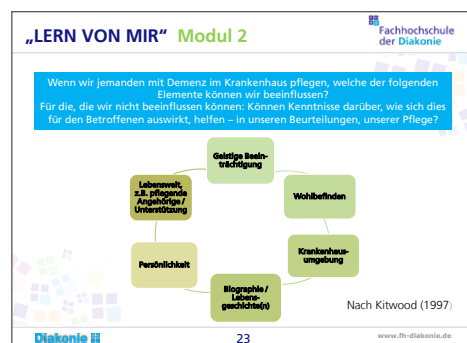 „LERN VON MIR“ Modul 2
Fachhochschule
der Diakonie
Wenn wir jemanden mit Demenz im Krankenhaus pflegen, welche der folgenden
Elemente können wir beeinflussen?
Für die, die wir nicht beeinflussen können: Können Kenntnisse darüber, wie sich dies
für den Betroffenen auswirkt, helfen – in unseren Beurteilungen, unserer Pflege?
Geistige Beein-
trächtigung
Wohlbefinden
Krankenhaus-
umgebung
Biographie /
Lebens-
geschichte(n)
Persönlichkeit
Lebenswelt,
z.B. pflegende
Angehörige /
Unterstützung
Nach Kitwood (1997)
Diakonie
23
www.fh-diakonie.de